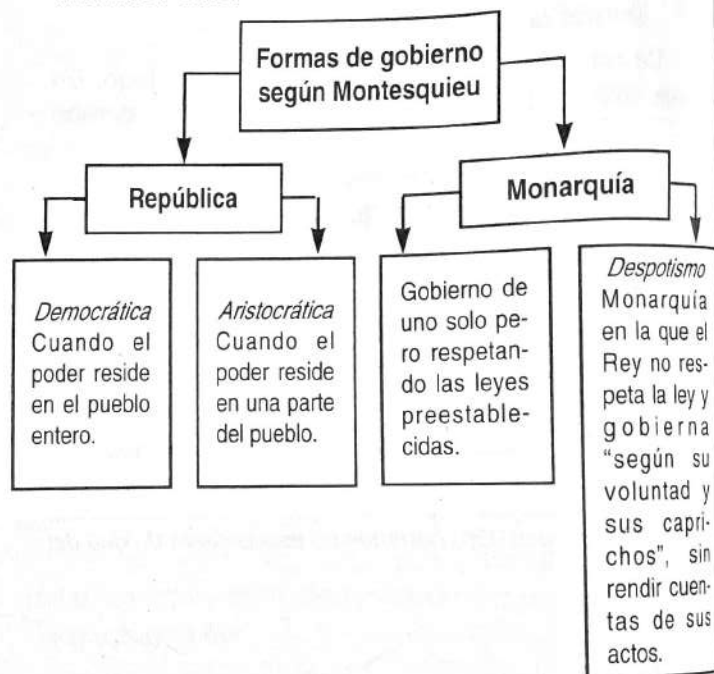 Formas de gobierno
según Montesquieu
República
Monarquía
Democrática
Cuando el
poder reside
en el pueblo
entero.
Aristocrática
Cuando el
poder reside
en una parte
del pueblo.
Gobierno de
uno solo pe-
ro respetan-
do las leyes
preestable-
cidas.
Despotismo
Monarquía
en la que el
Rey no res-
peta la ley y
gobierna
"según su
voluntad y
sus capri-
chos", sin
rendir cuen-
tas de sus
actos.